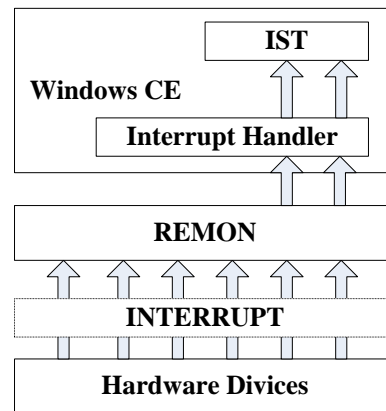 IST
Windows CE
Interrupt Handler
REMON
INTERRUPT
Hardware Divices